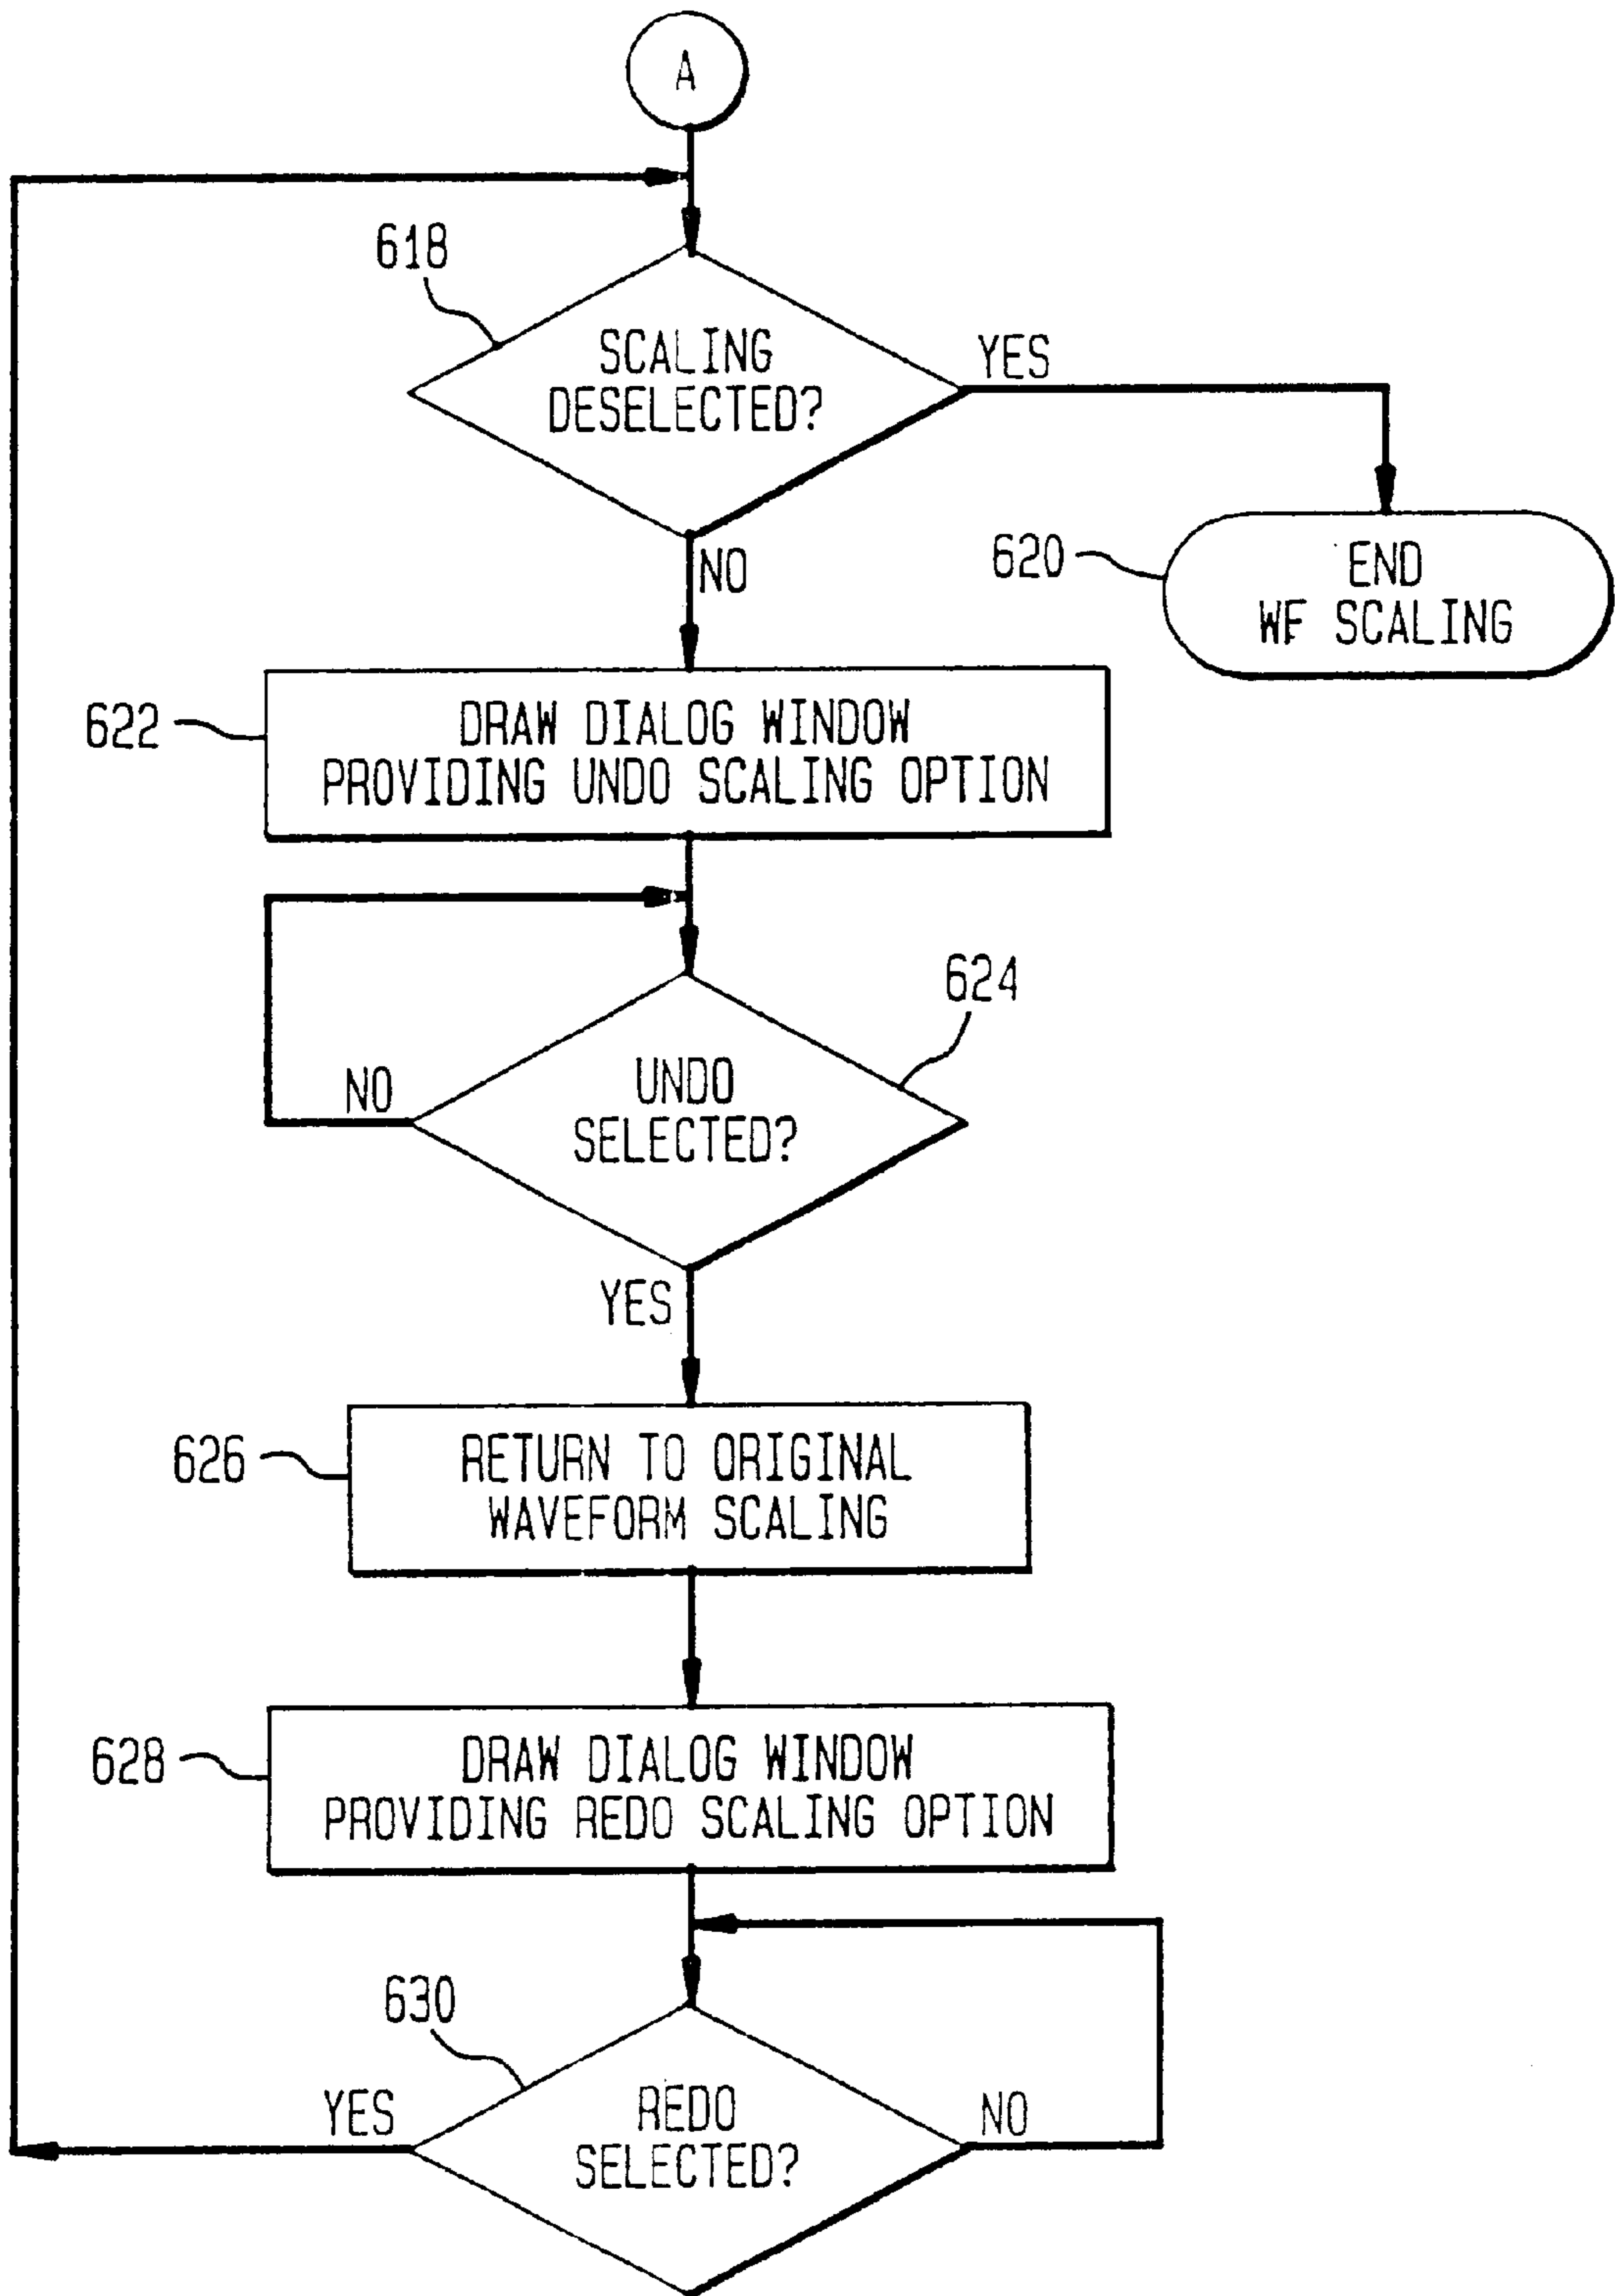 A
618
SCALING
DESELECTED?
YES
NO
620
END
WF SCALING
622
DRAW DIALOG WINDOW
PROVIDING UNDO SCALING OPTION
624
NO
UNDO
SELECTED?
YES
626
RETURN TO ORIGINAL
WAVEFORM SCALING
628
DRAW DIALOG WINDOW
PROVIDING REDO SCALING OPTION
630
YES
REDO
SELECTED?
NO